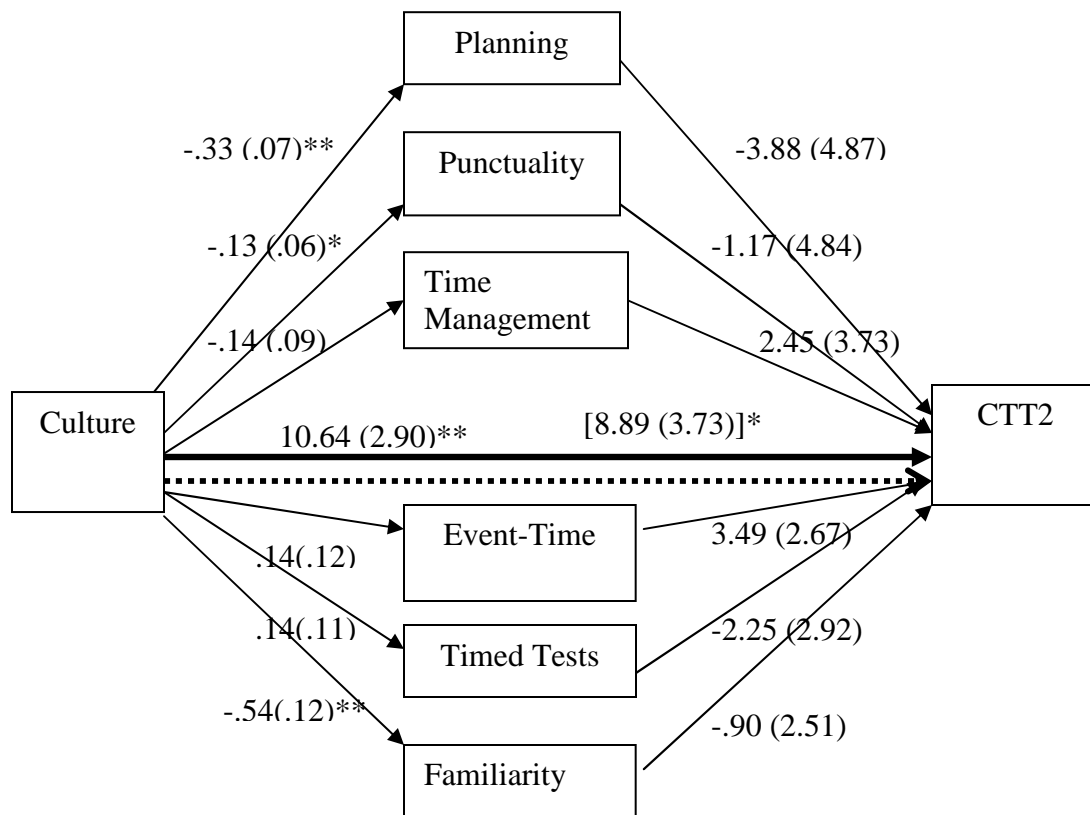 Planning
-.33 (.07)**
-3.88 (4.87)
Punctuality
-.13 (.06)*
-1.17 (4.84)
Time
Management
-.14 (.09)
2.45 (3.73)
Culture
CTT2
10.64 (2.90)**
[8.89 (3.73)]*
Event-Time
3.49 (2.67)
.14(.12)
.14(.11)
Timed Tests
-2.25 (2.92)
-.54(.12)**
-.90 (2.51)
Familiarity